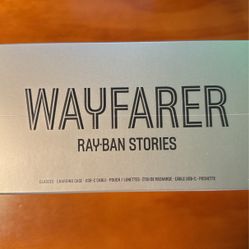 WAYFARER
RAY-BAN STORIES
GLASSES · CHARGING CASE · USB-C CABLE · POUCH / LUNETTES · ÉTUI DE RECHARGE · CÂBLE USB-C · POCHETTE